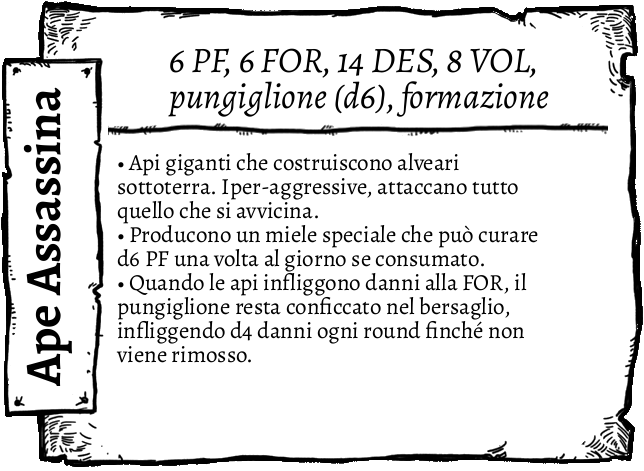 Ape Assassina
6 PF, 6 FOR, 14 DES, 8 VOL,
pungiglione (d6), formazione
• Api giganti che costruiscono alveari
sottoterra. Iper-aggressive, attaccano tutto
quello che si avvicina.
• Producono un miele speciale che può curare
d6 PF una volta al giorno se consumato.
• Quando le api infliggono danni alla FOR, il
pungiglione resta conficcato nel bersaglio,
infliggendo d4 danni ogni round finché non
viene rimosso.